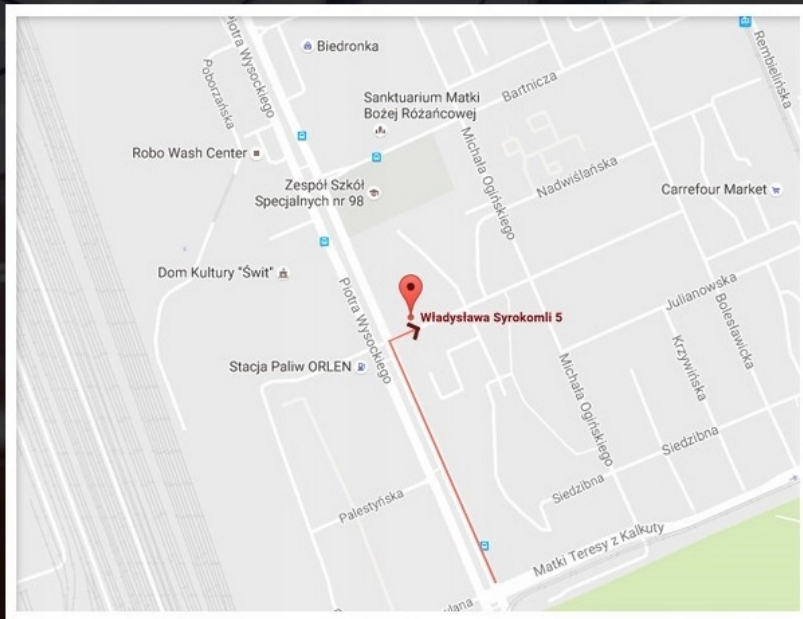 Piotra Wysockiego
Biedronka
Rembielińska
Poborzańska
Bartnicza
Sanktuarium Matki
Bożej Różańcowej
Michała Ogińskiego
Robo Wash Center
Nadwiślańska
Zespół Szkół
Specjalnych nr 98
Carrefour Market
Dom Kultury "Świt"
Piotra Wysockiego
Julianowska
Bolesławicka
Władysława Syrokomli 5
Krzywińska
Stacja Paliw ORLEN
Michała Ogińskiego
Siedzibna
Siedzibna
Palestyńska
Matki Teresy z Kalkuty